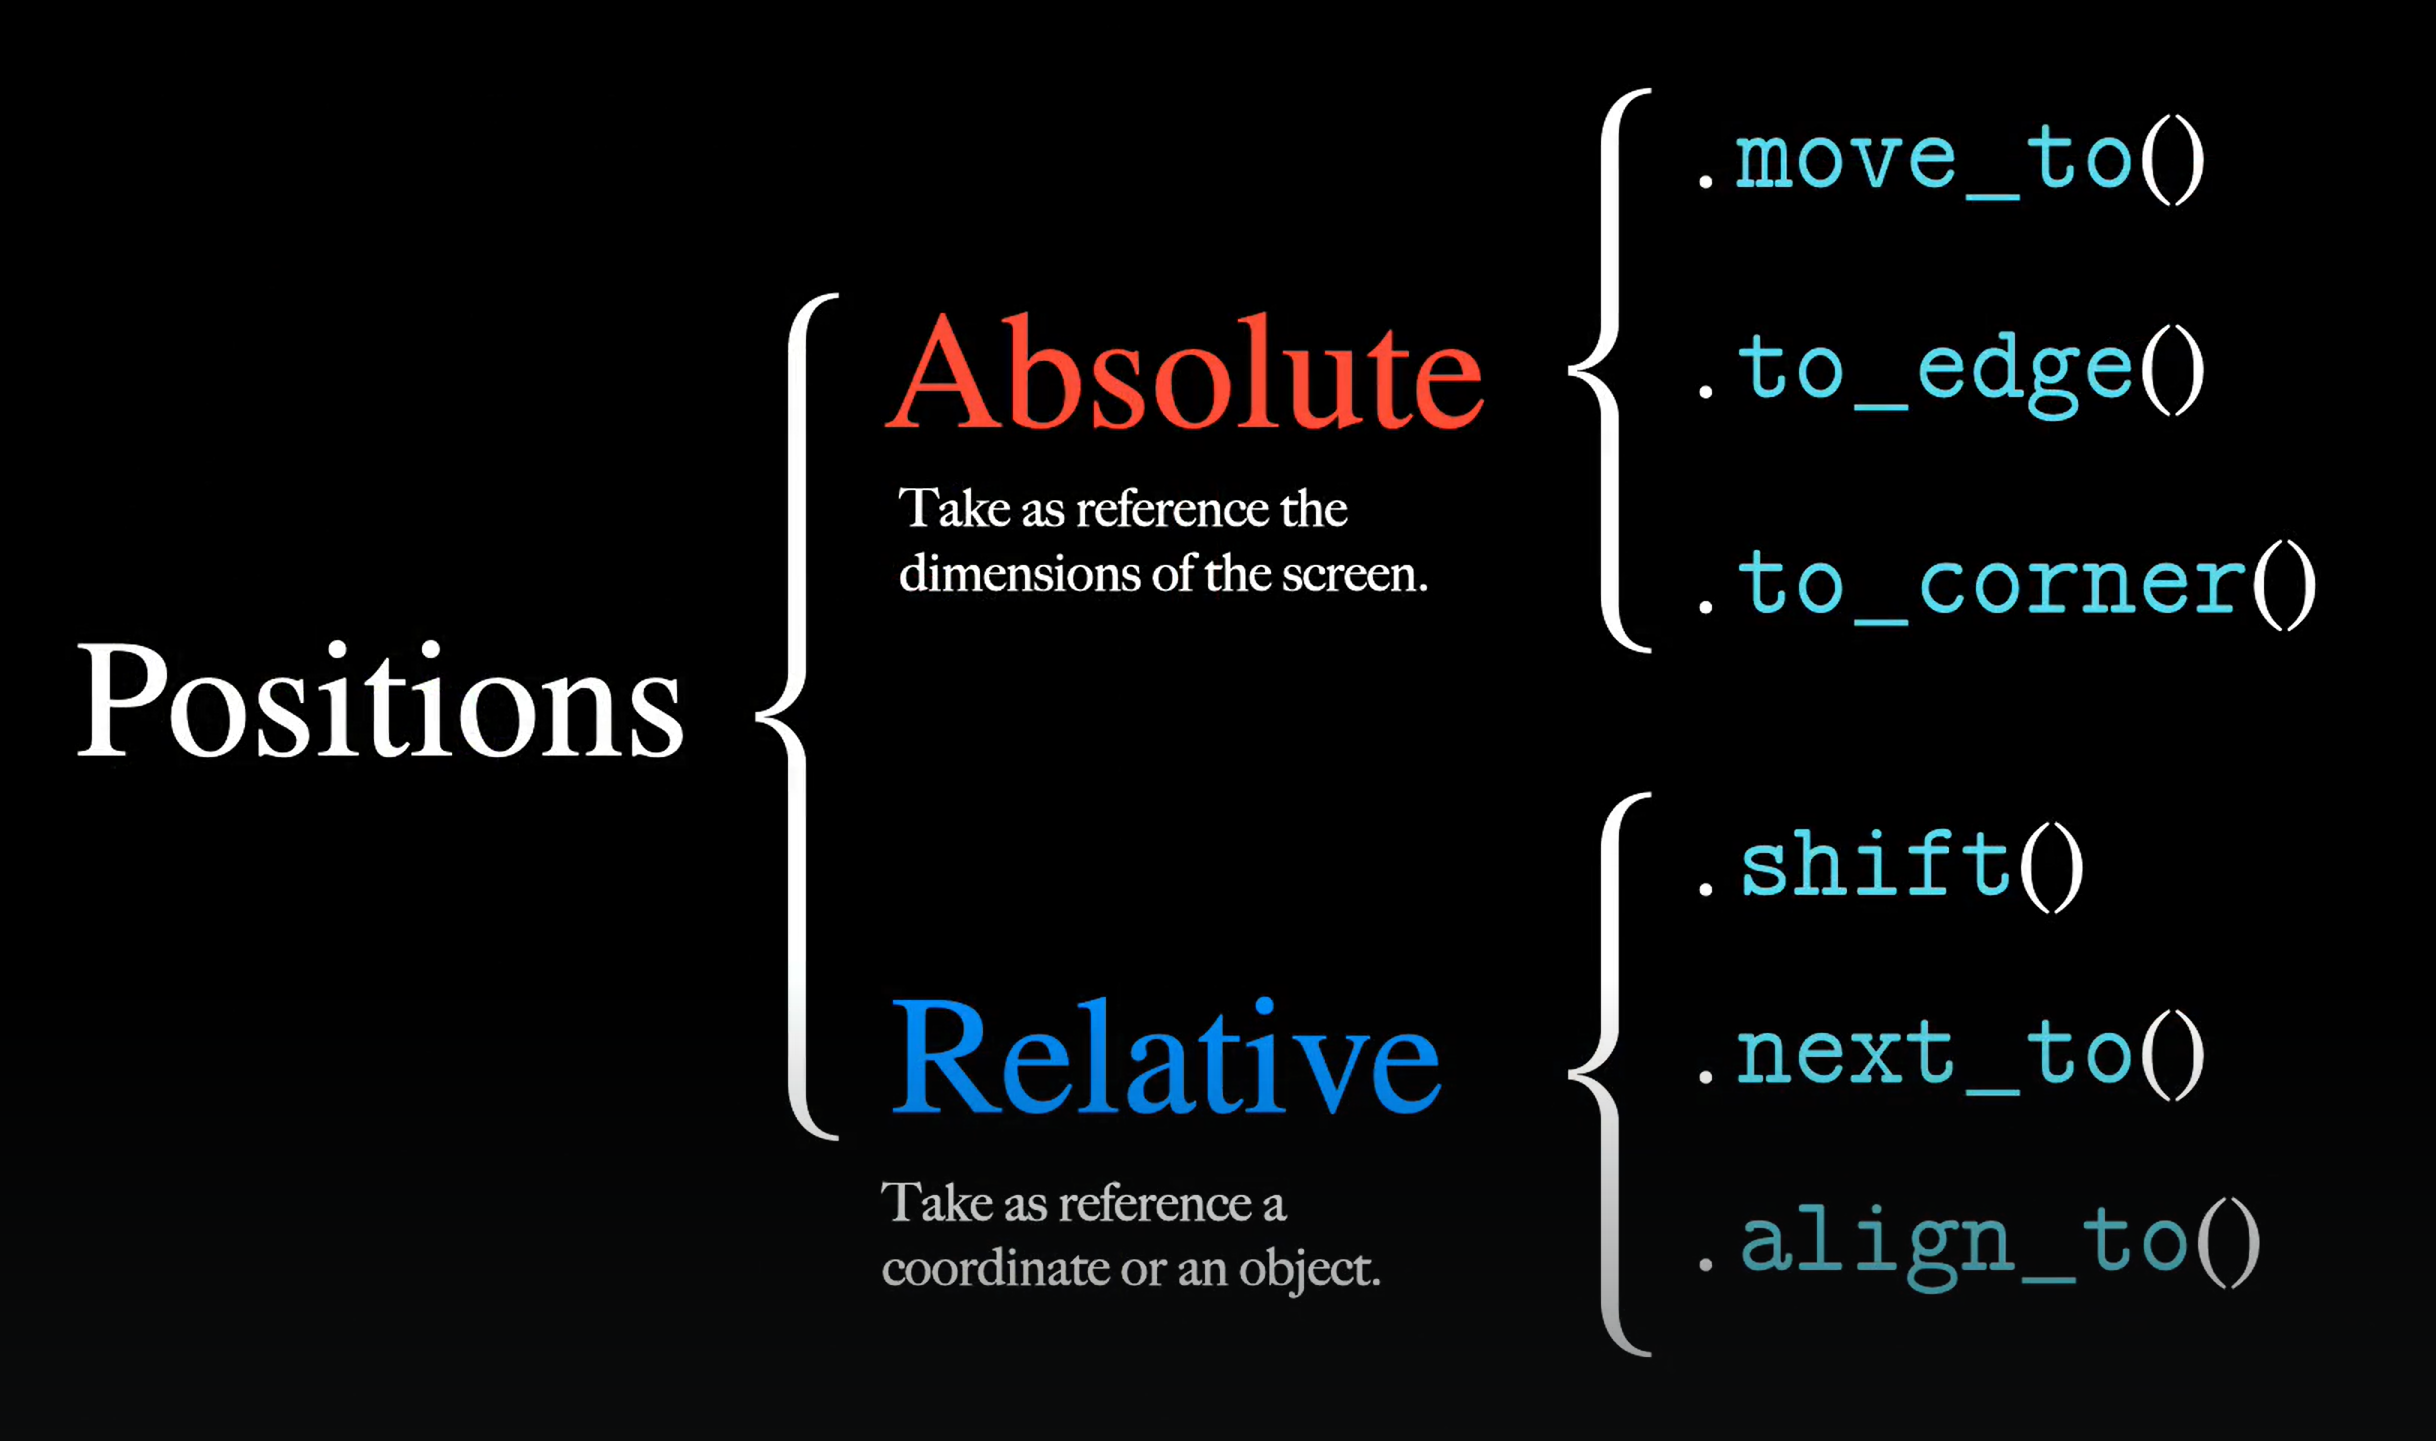 Positions
Absolute
Take as reference the
dimensions of the screen.
.move_to()
.to_edge()
.to_corner()
Relative
Take as reference a
coordinate or an object.
.shift()
.next_to()
.align_to()